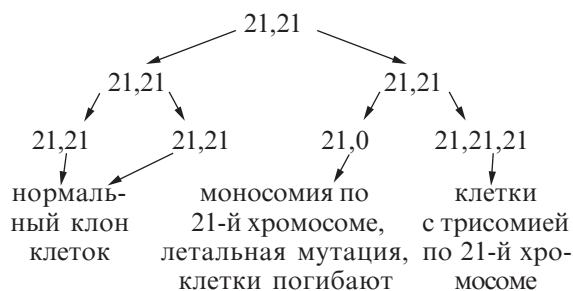 21,21
21,21 21,21
21,21 21,21 21,0 21,21,21
нормаль-
ный клон
клеток
моносомия по
21-й хромосоме,
летальная мутация,
клетки погибают
клетки
с трисомией
по 21-й хро-
мосоме